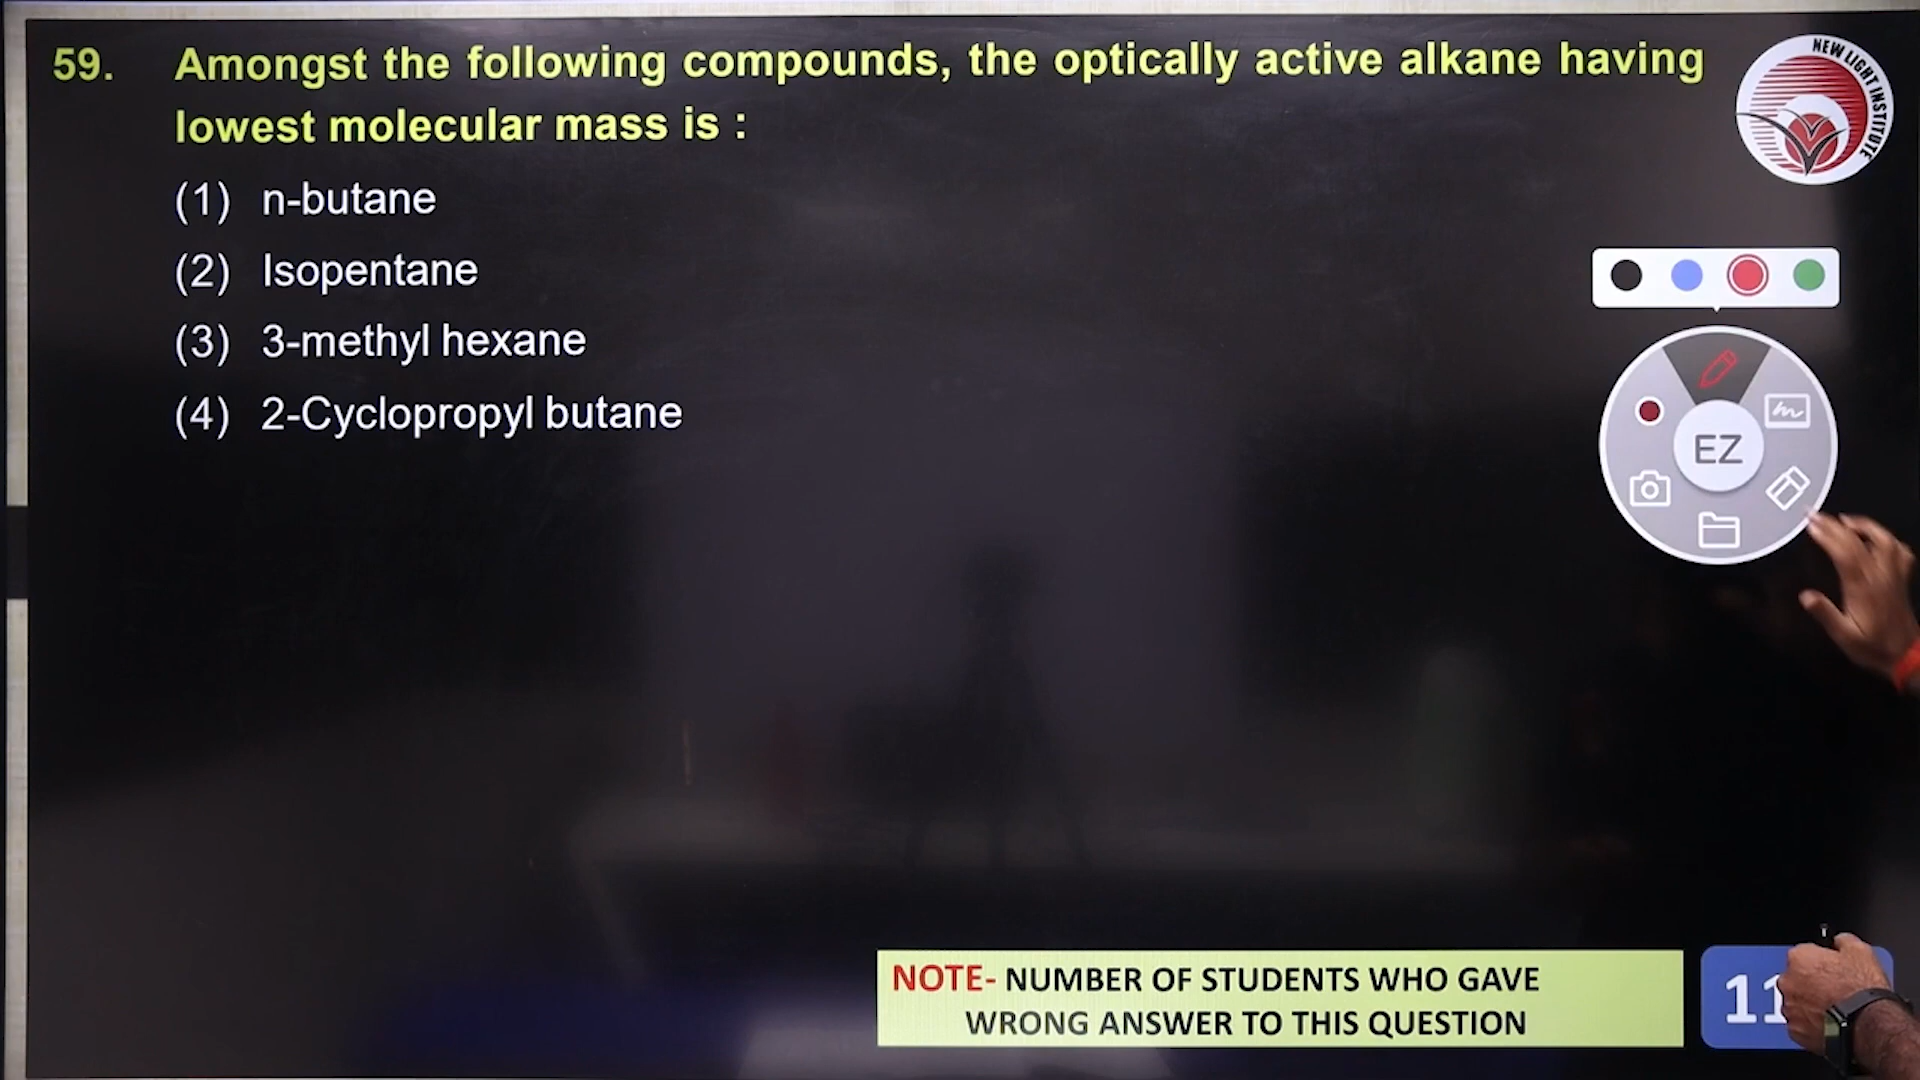 59. Amongst the following compounds, the optically active alkane having
lowest molecular mass is :
(1) n-butane
(2) Isopentane
(3) 3-methyl hexane
(4) 2-Cyclopropyl butane
NEW LIGHT INSTITUTE
EZ
NOTE- NUMBER OF STUDENTS WHO GAVE
WRONG ANSWER TO THIS QUESTION